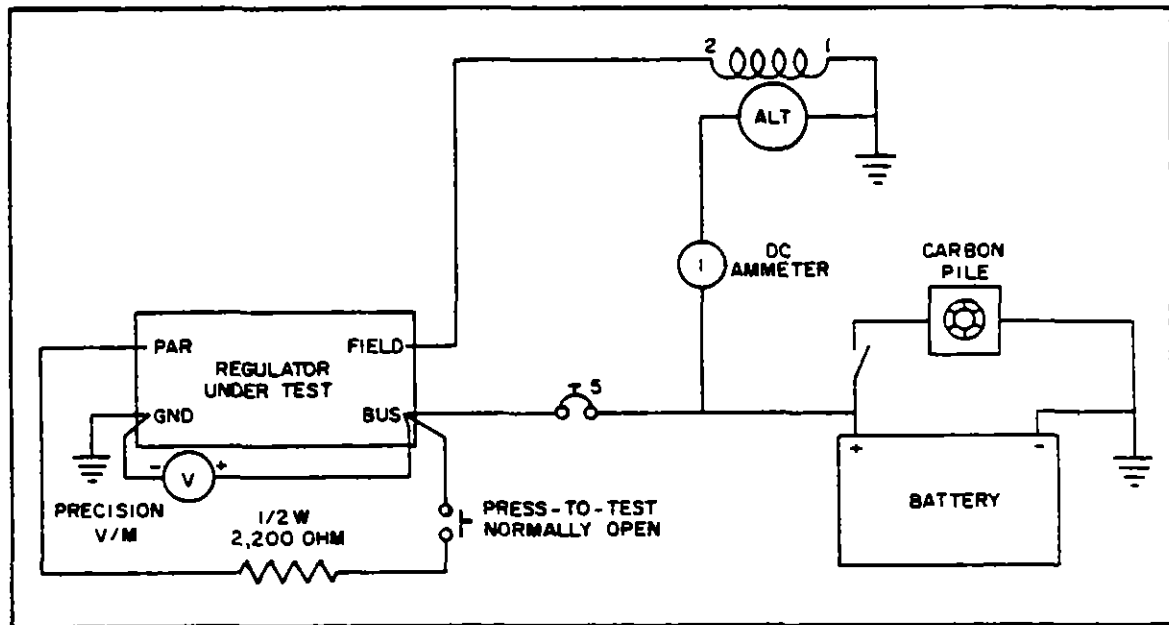 2
1
ALT
DC
AMMETER
1
CARBON
PILE
PAR
FIELD
REGULATOR
UNDER TEST
GND
BUS
5
- V +
PRECISION
V/M
1/2 W
2,200 OHM
PRESS-TO-TEST
NORMALLY OPEN
+ -
BATTERY